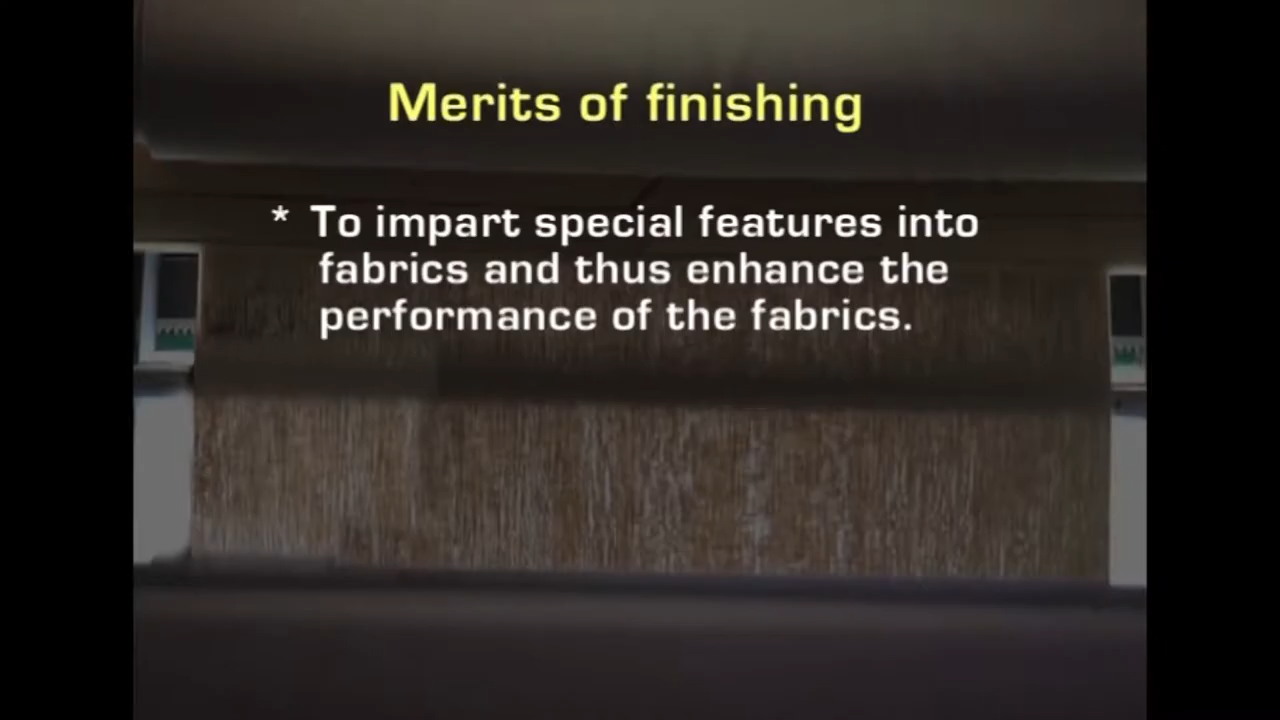 Merits of finishing
* To impart special features into
fabrics and thus enhance the
performance of the fabrics.